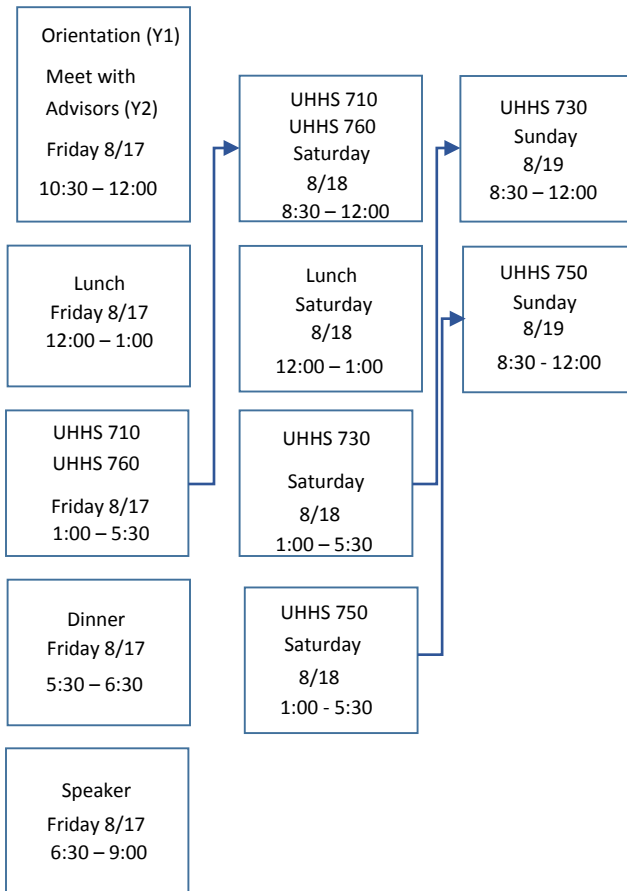 Orientation (Y1)
Meet with
Advisors (Y2)
Friday 8/17
10:30 – 12:00
Lunch
Friday 8/17
12:00 – 1:00
UHHS 710
UHHS 760
Friday 8/17
1:00 – 5:30
Dinner
Friday 8/17
5:30 – 6:30
Speaker
Friday 8/17
6:30 – 9:00
UHHS 710
UHHS 760
Saturday
8/18
8:30 – 12:00
Lunch
Saturday
8/18
12:00 – 1:00
UHHS 730
Saturday
8/18
1:00 – 5:30
UHHS 750
Saturday
8/18
1:00 - 5:30
UHHS 730
Sunday
8/19
8:30 – 12:00
UHHS 750
Sunday
8/19
8:30 - 12:00